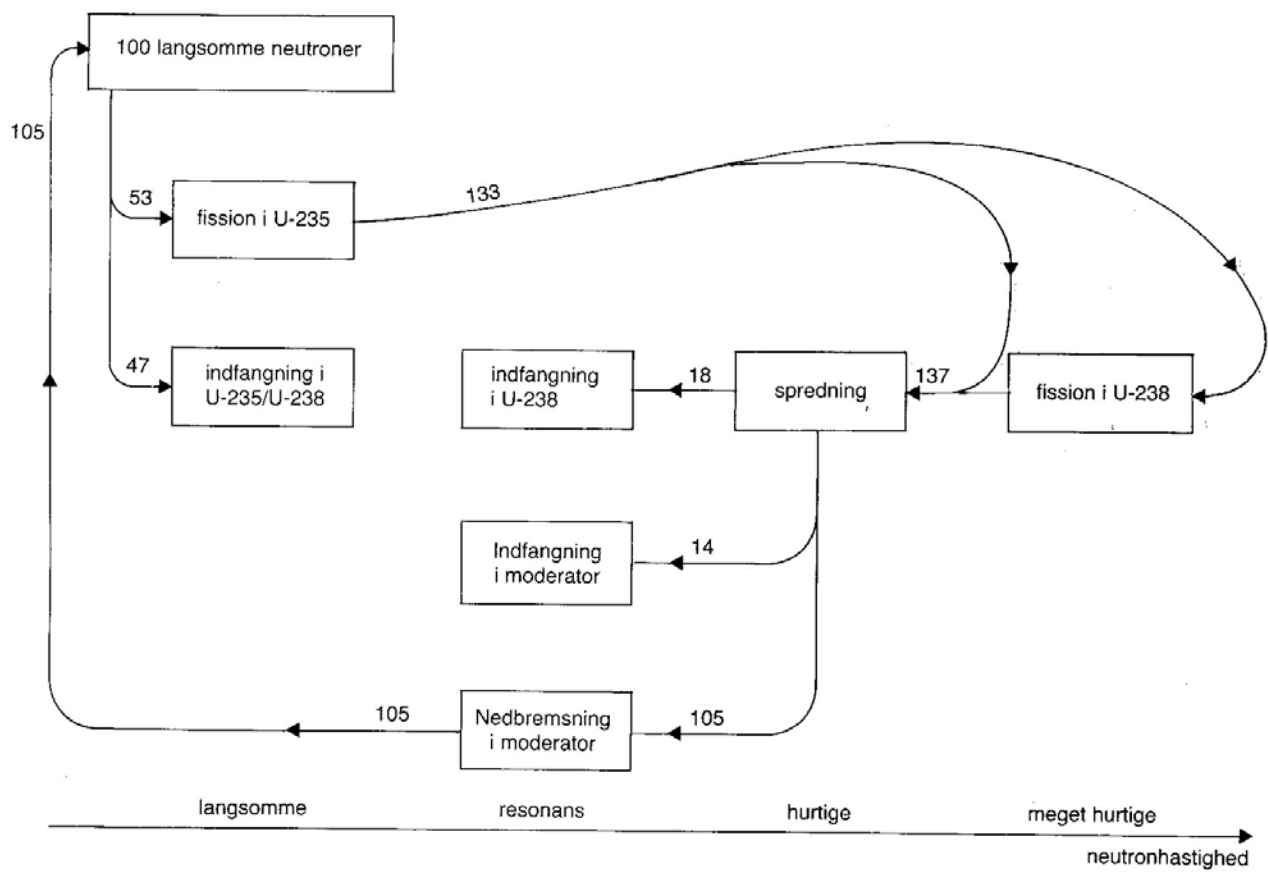 100 langsomme neutroner
105
53
fission i U-235
133
47
indfangning i
U-235/U-238
indfangning
i U-238
18
spredning
137
fission i U-238
Indfangning
i moderator
14
105
Nedbremsning
i moderator
105
langsomme
resonans
hurtige
meget hurtige
neutronhastighed